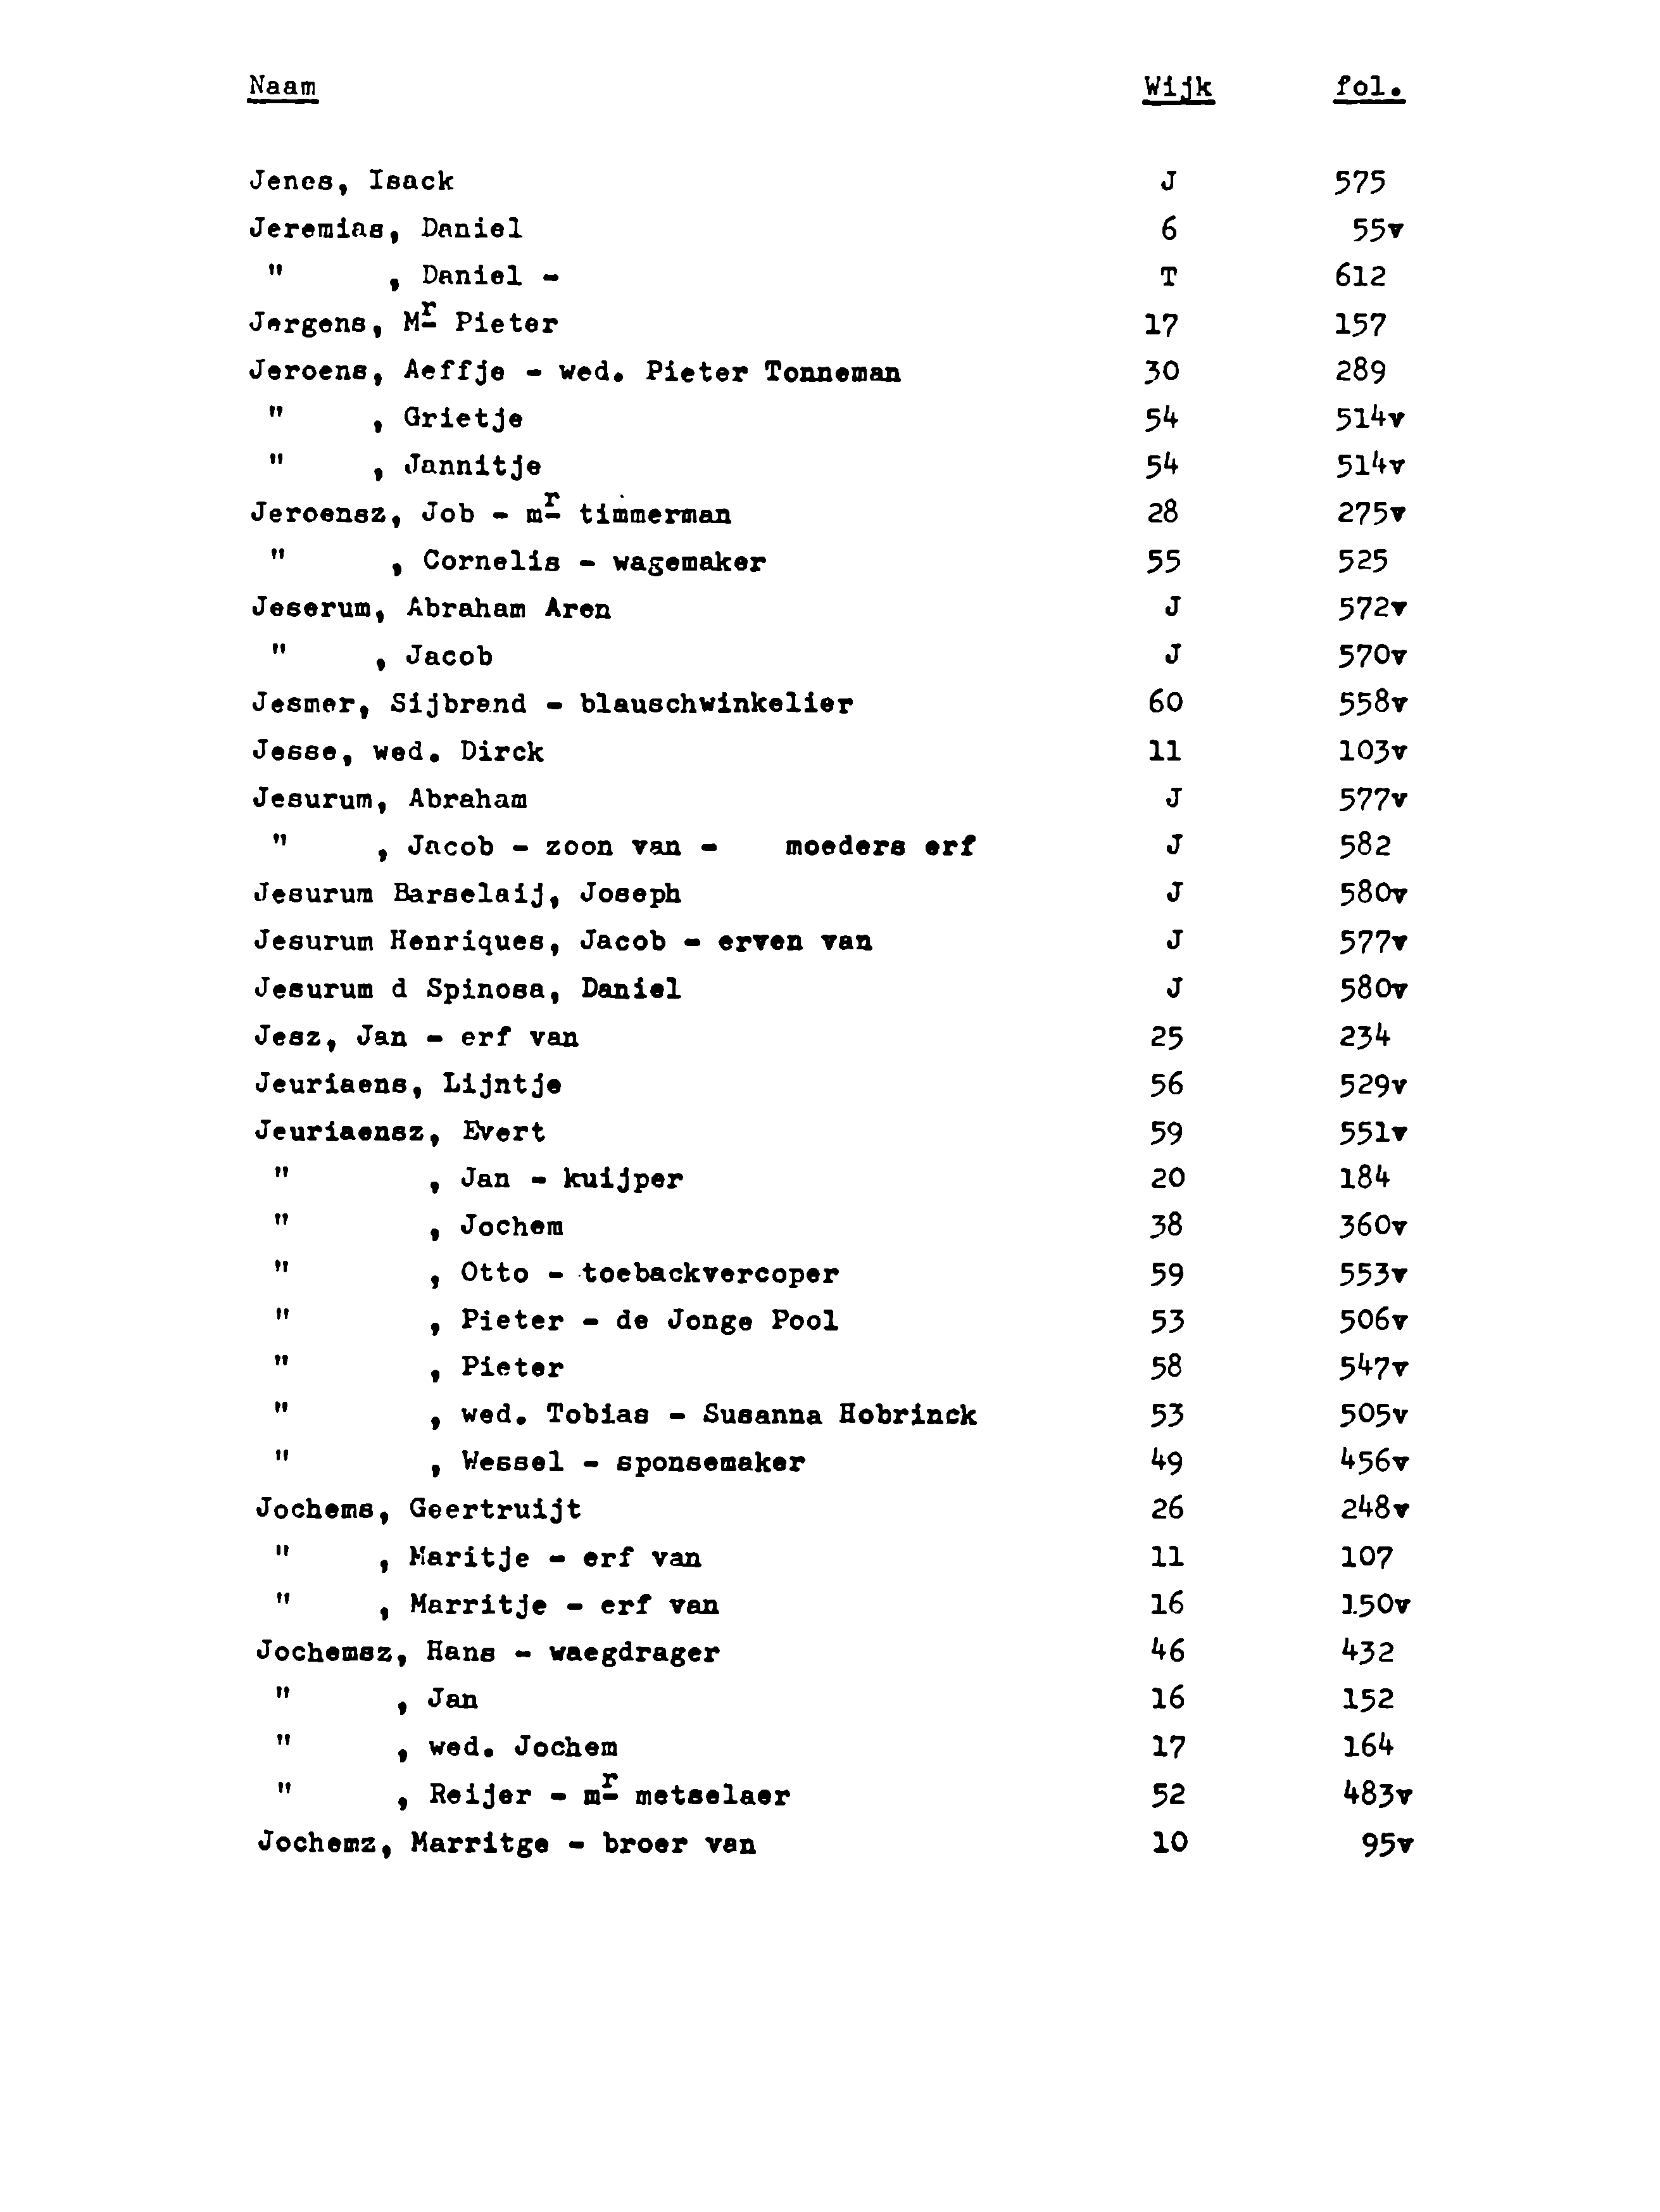 Naam Wijk fol.
Jenes, Isack J 575
Jeremias, Daniel 6 55v
" , Daniel - T 612
Jergens, Mr Pieter 17 157
Jeroens, Aeffje - wed. Pieter Tonneman 30 289
" , Grietje 54 514v
" , Jannitje 54 514v
Jeroensz, Job - mr timmerman 28 275v
" , Cornelis - wagemaker 55 525
Jeserum, Abraham Aren J 572v
" , Jacob J 570v
Jesmer, Sijbrand - blauschwinkelier 60 558v
Jesse, wed. Dirck 11 103v
Jesurum, Abraham J 577v
" , Jacob - zoon van - moeders erf J 582
Jesurum Barselaij, Joseph J 580v
Jesurum Henriques, Jacob - erven van J 577v
Jesurum d Spinosa, Daniel J 580v
Jesz, Jan - erf van 25 234
Jeuriaens, Lijntje 56 529v
Jeuriaensz, Evert 59 551v
" , Jan - kuijper 20 184
" , Jochem 38 360v
" , Otto - toebackvercoper 59 553v
" , Pieter - de Jonge Pool 53 506v
" , Pieter 58 547v
" , wed. Tobias - Susanna Hobrinck 53 505v
" , Wessel - sponsemaker 49 456v
Jochems, Geertruijt 26 248v
" , Maritje - erf van 11 107
" , Marritje - erf van 16 150v
Jochemsz, Hans - waegdrager 46 432
" , Jan 16 152
" , wed. Jochem 17 164
" , Reijer - mr metselaer 52 483v
Jochemz, Marritge - broer van 10 95v